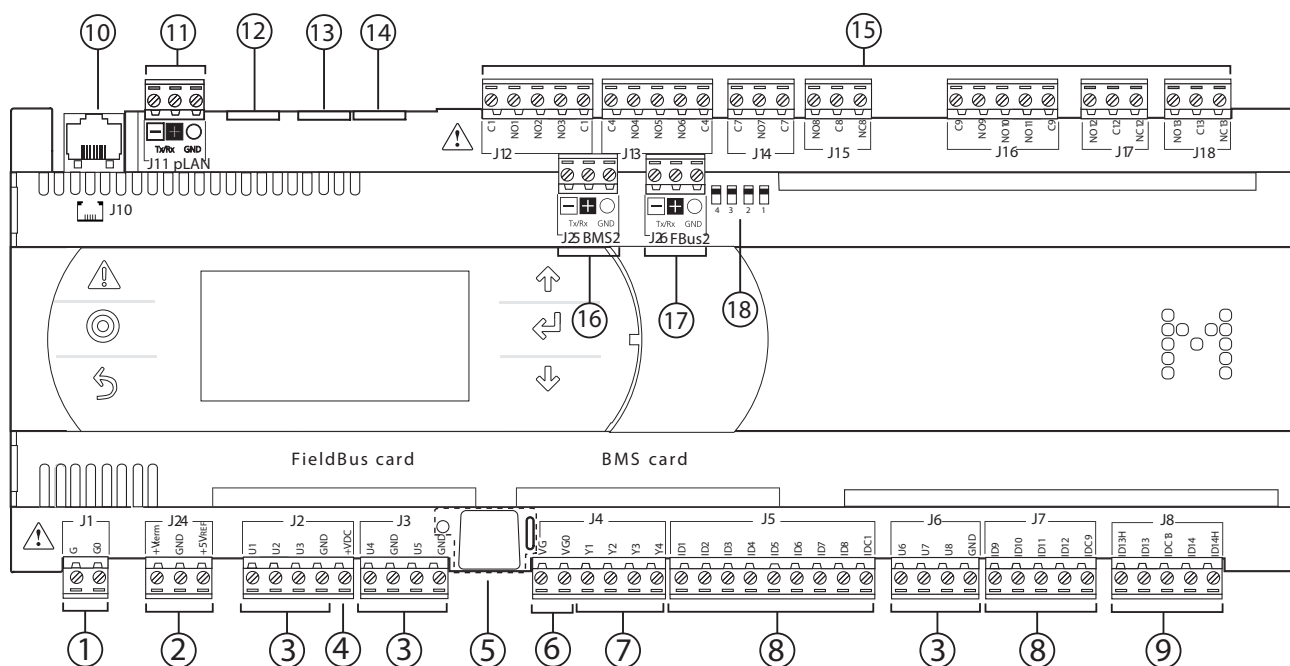 10 11 12 13 14 15
C1 NO1 NO2 NO3 C1 C4 NO4 NO5 NO6 C4 C7 NO7 C7 NO8 C8 NC8 C9 NO9 NO10 NO11 C9 NO12 C12 NC12 NO13 C13 NC13
J12 J13 J14 J15 J16 J17 J18
Tx/Rx GND
J11 pLAN
J10
Tx/Rx GND
J25 BMS2
Tx/Rx GND
J26 FBus2
4 3 2 1
16 17 18
FieldBus card BMS card
J1 J24 J2 J3 J4 J5 J6 J7 J8
G G0 +Vterm GND +5VREF U1 U2 U3 GND +VDC U4 GND U5 GND VG VG0 Y1 Y2 Y3 Y4 ID1 ID2 ID3 ID4 ID5 ID6 ID7 ID8 IDC1 U6 U7 U8 GND ID9 ID10 ID11 ID12 IDC9 ID13H ID13 IDC13 ID14 ID14H
1 2 3 4 3 5 6 7 8 3 8 9